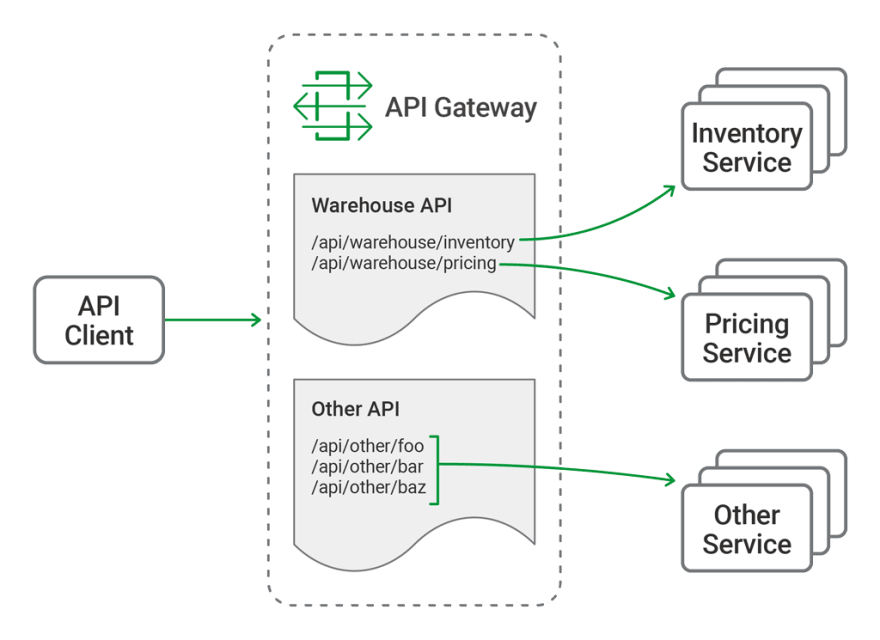 API Gateway
Warehouse API
/api/warehouse/inventory
/api/warehouse/pricing
Other API
/api/other/foo
/api/other/bar
/api/other/baz
API
Client
Inventory
Service
Pricing
Service
Other
Service